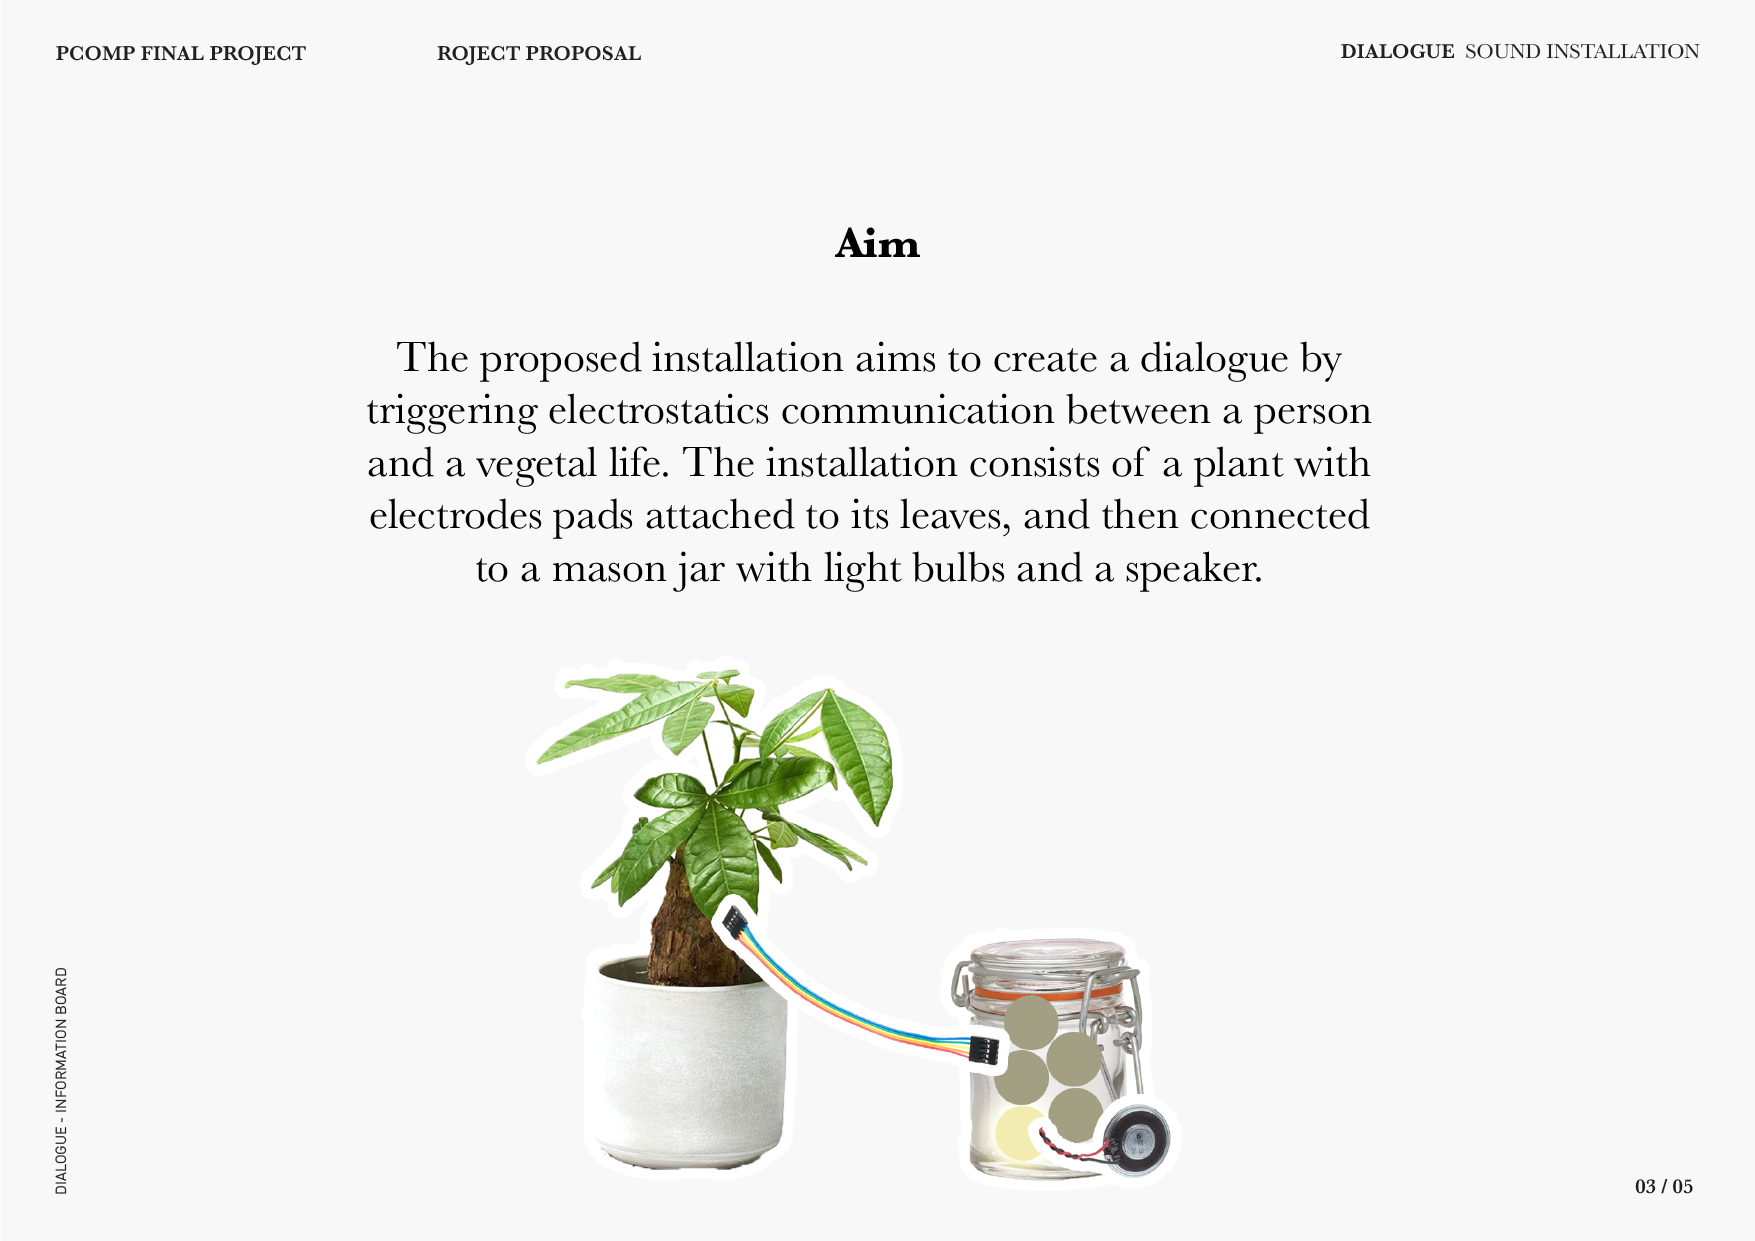 PCOMP FINAL PROJECT
ROJECT PROPOSAL
DIALOGUE SOUND INSTALLATION
Aim
The proposed installation aims to create a dialogue by
triggering electrostatics communication between a person
and a vegetal life. The installation consists of a plant with
electrodes pads attached to its leaves, and then connected
to a mason jar with light bulbs and a speaker.
DIALOGUE - INFORMATION BOARD
03 / 05